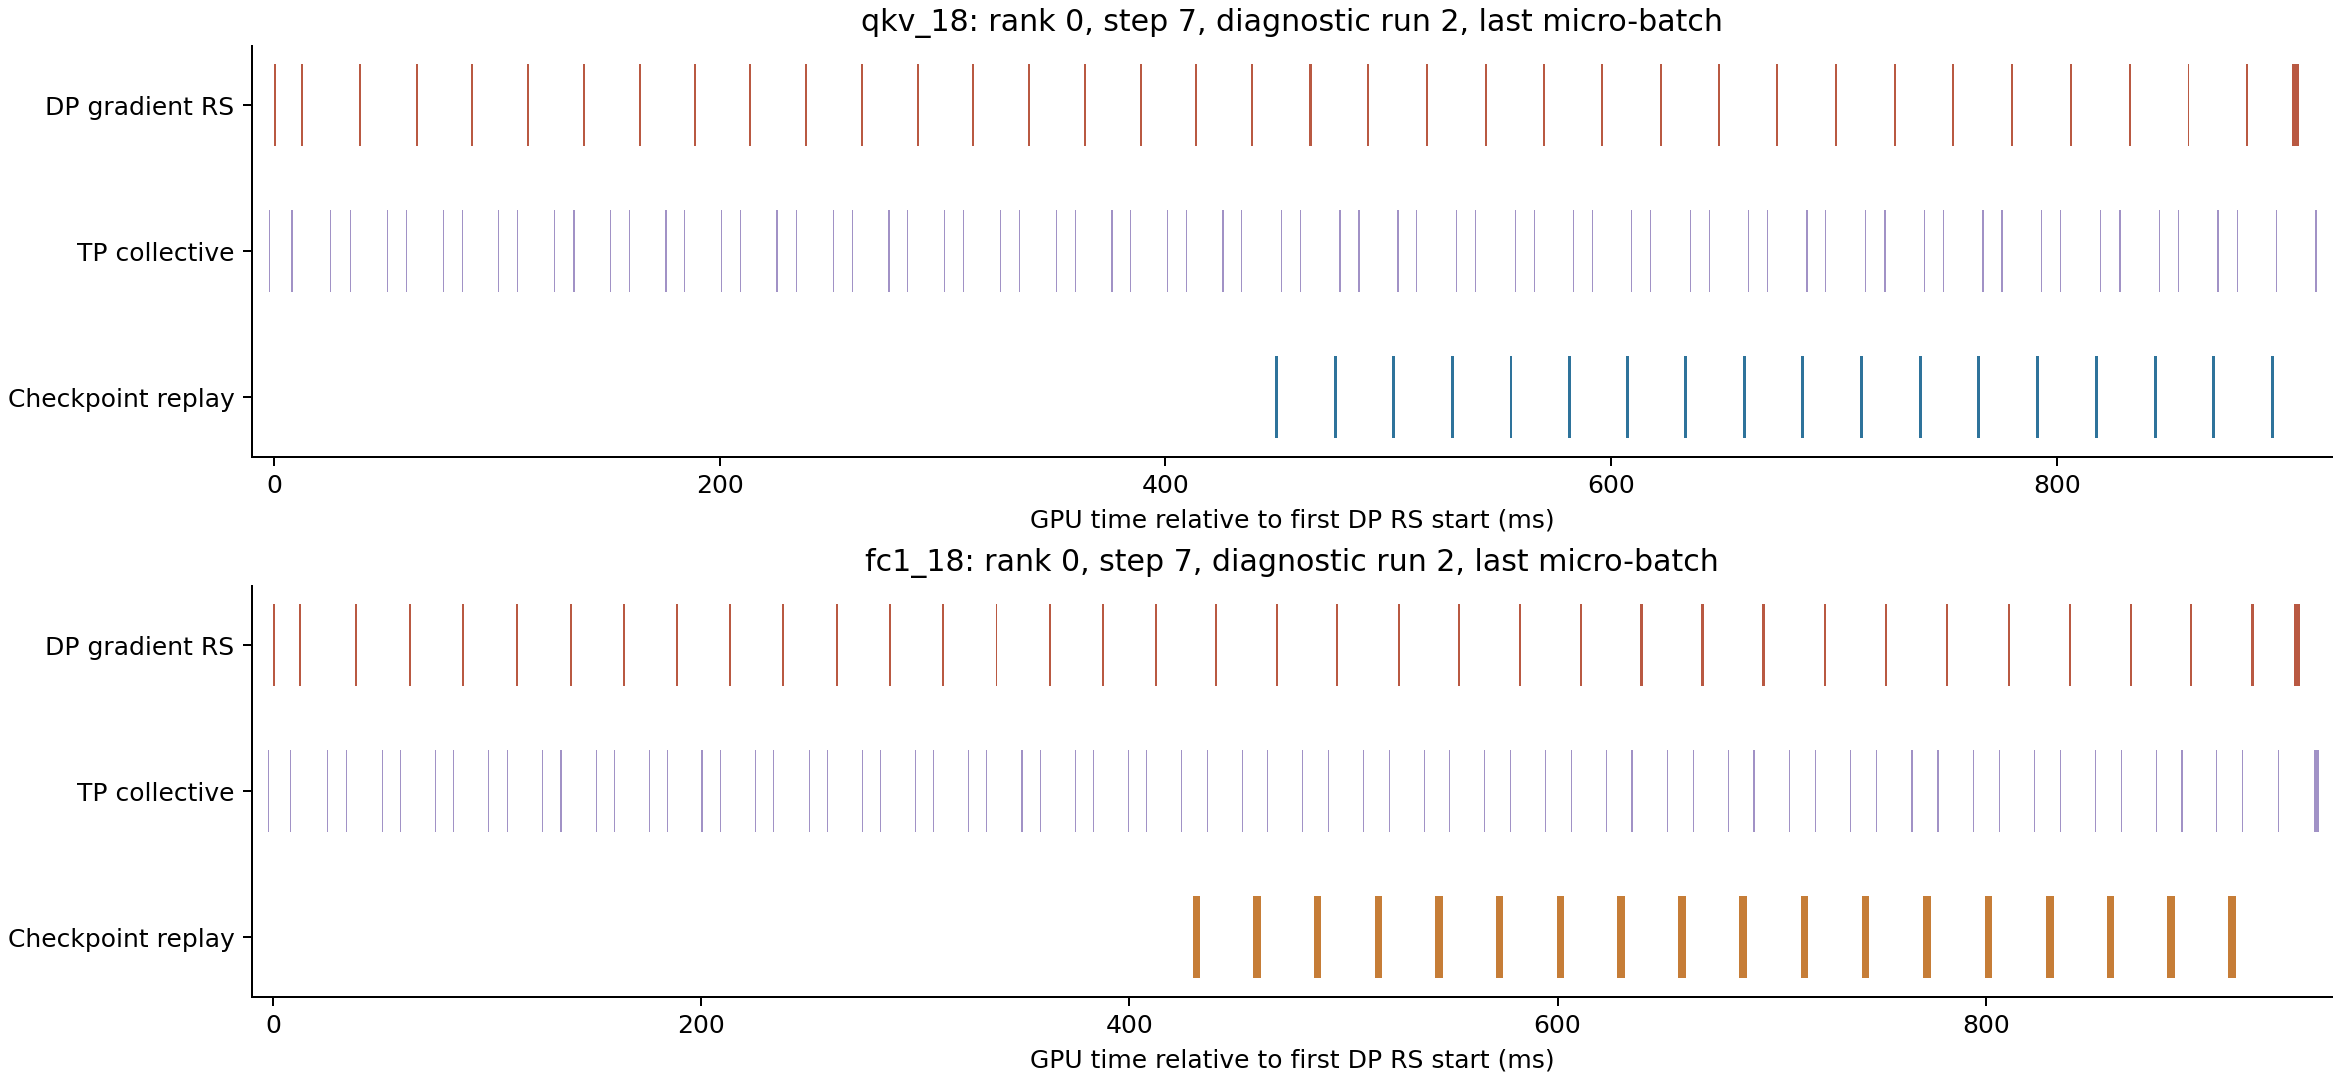 qkv_18: rank 0, step 7, diagnostic run 2, last micro-batch
DP gradient RS
TP collective
Checkpoint replay
0 200 400 600 800
GPU time relative to first DP RS start (ms)
fc1_18: rank 0, step 7, diagnostic run 2, last micro-batch
DP gradient RS
TP collective
Checkpoint replay
0 200 400 600 800
GPU time relative to first DP RS start (ms)